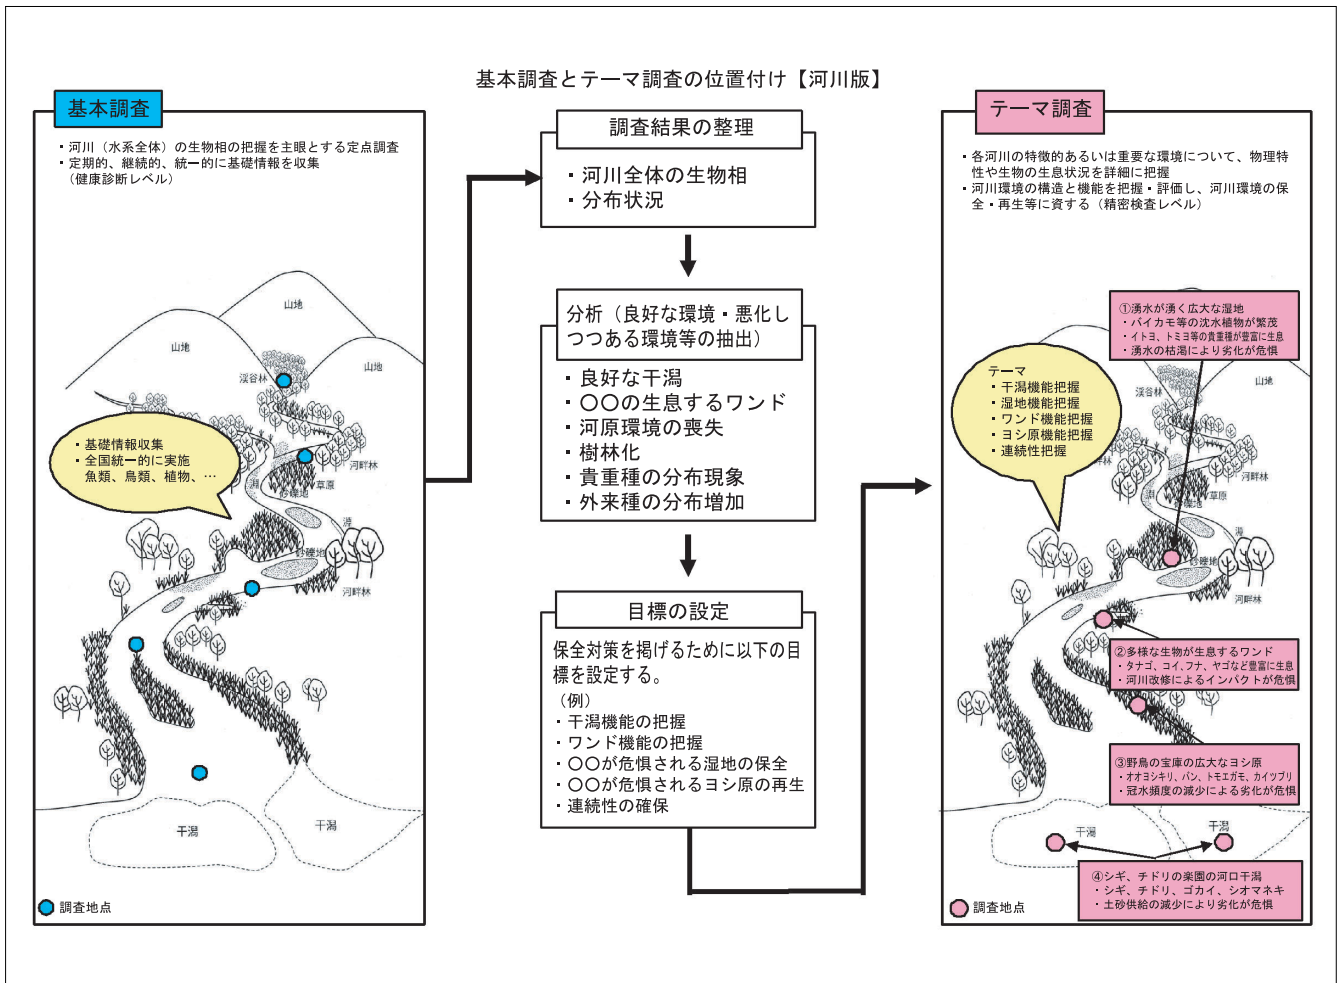 基本調査とテーマ調査の位置付け【河川版】
基本調査
・河川（水系全体）の生物相の把握を主眼とする定点調査
・定期的、継続的、統一的に基礎情報を収集
（健康診断レベル）
山地
山地
山地
渓谷林
河畔林
草原
淵
砂礫地
・基礎情報収集
・全国統一的に実施
魚類、鳥類、植物、…
砂礫地
河畔林
干潟
干潟
調査地点
調査結果の整理
・河川全体の生物相
・分布状況
分析（良好な環境・悪化し
つつある環境等の抽出）
・良好な干潟
・〇〇の生息するワンド
・河原環境の喪失
・樹林化
・貴重種の分布現象
・外来種の分布増加
目標の設定
保全対策を掲げるために以下の目
標を設定する。
（例）
・干潟機能の把握
・ワンド機能の把握
・〇〇が危惧される湿地の保全
・〇〇が危惧されるヨシ原の再生
・連続性の確保
テーマ調査
・各河川の特徴的あるいは重要な環境について、物理特
性や生物の生息状況を詳細に把握
・河川環境の構造と機能を把握・評価し、河川環境の保
全・再生等に資する（精密検査レベル）
①湧水が湧く広大な湿地
・バイカモ等の沈水植物が繁茂
・イトヨ、トミヨ等の貴重種が豊富に生息
・湧水の枯渇により劣化が危惧
山地
山地
渓谷林
テーマ
・干潟機能把握
・湿地機能把握
・ワンド機能把握
・ヨシ原機能把握
・連続性把握
河畔林
草原
淵
砂礫地
砂礫地
河畔林
②多様な生物が生息するワンド
・タナゴ、コイ、フナ、ヤゴなど豊富に生息
・河川改修によるインパクトが危惧
③野鳥の宝庫の広大なヨシ原
・オオヨシキリ、バン、トモエガモ、カイツブリ
・冠水頻度の減少による劣化が危惧
干潟
干潟
④シギ、チドリの楽園の河口干潟
・シギ、チドリ、ゴカイ、シオマネキ
・土砂供給の減少により劣化が危惧
調査地点